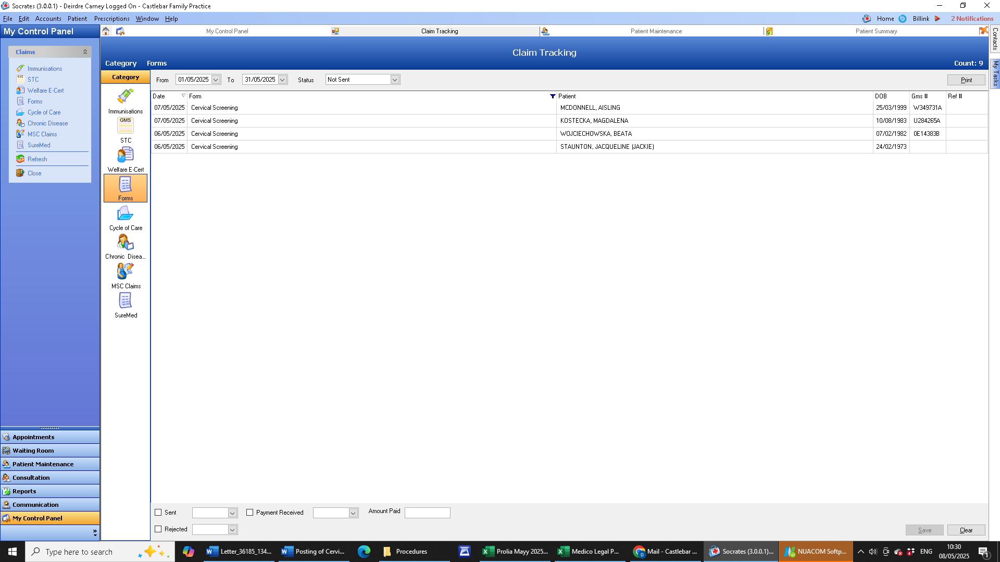 Socrates (3.0.0.1) - Deirdre Carney Logged On - Castlebar Family Practice
File Edit Accounts Patient Prescriptions Window Help
Home Billink 2 Notifications
My Control Panel
My Control Panel Claim Tracking Patient Maintenance Patient Summary
Contacts
My Tasks
Claims
Immunisations
STC
Welfare E-Cert
Forms
Cycle of Care
Chronic Disease
MSC Claims
SureMed
Refresh
Close
Claim Tracking
Category Forms Count: 9
Category
Immunisations
GMS
STC
Welfare E-Cert
Forms
Cycle of Care
Chronic Disea...
MSC Claims
SureMed
From 01/05/2025 To 31/05/2025 Status Not Sent Print
Date Form Patient DOB Gms # Ref #
07/05/2025 Cervical Screening MCDONNELL, AISLING 25/03/1999 W349731A
07/05/2025 Cervical Screening KOSTECKA, MAGDALENA 10/08/1983 U284265A
06/05/2025 Cervical Screening WOJCIECHOWSKA, BEATA 07/02/1982 0E14383B
06/05/2025 Cervical Screening STAUNTON, JACQUELINE (JACKIE) 24/02/1973
Appointments
Waiting Room
Patient Maintenance
Consultation
Reports
Communication
My Control Panel
Sent Payment Received Amount Paid
Rejected
Save Clear
Type here to search
Letter_36185_134... Posting of Cervi... Procedures Prolia Mayy 2025... Medico Legal P... Mail - Castlebar ... Socrates (3.0.0.1)... NUACOM Softp...
ENG
10:30
08/05/2025